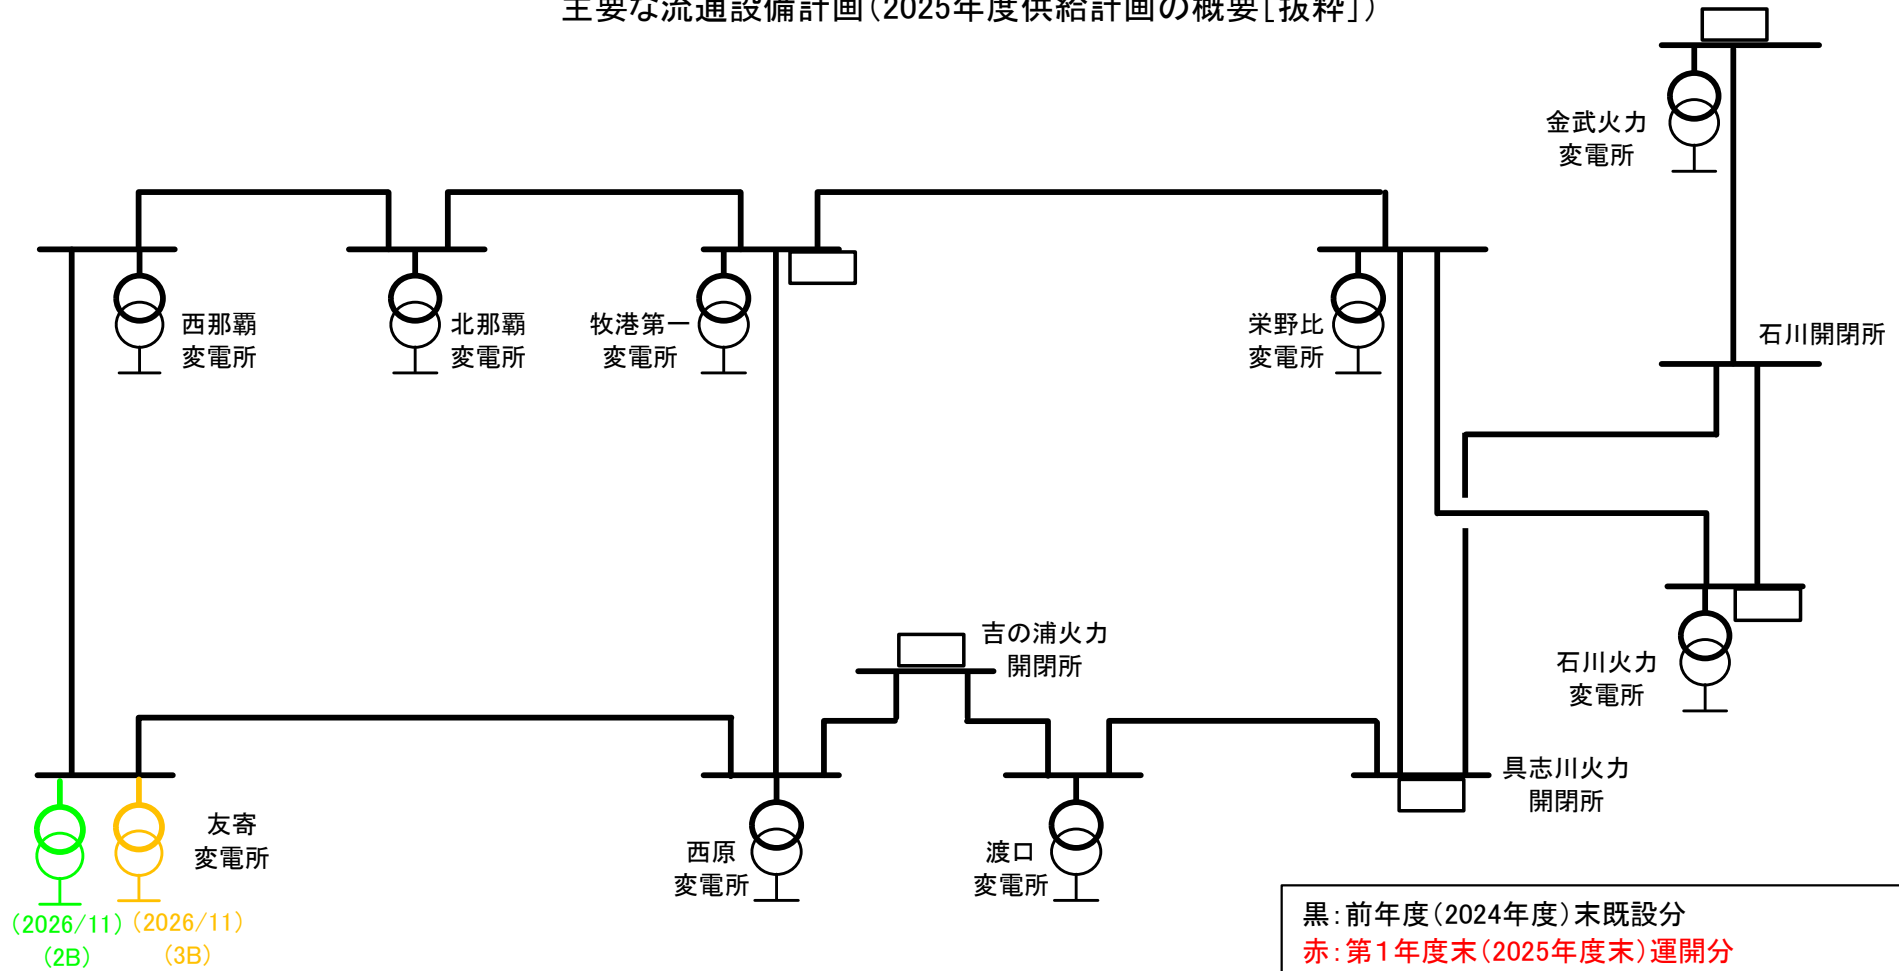 主要な流通設備計画(2025年度供給計画の概要[抜粋])
金武火力
変電所
西那覇
変電所
北那覇
変電所
牧港第一
変電所
栄野比
変電所
石川開閉所
吉の浦火力
開閉所
石川火力
変電所
友寄
変電所
西原
変電所
渡口
変電所
具志川火力
開閉所
(2026/11)
(2B)
(2026/11)
(3B)
黒:前年度(2024年度)末既設分
赤:第1年度末(2025年度末)運開分